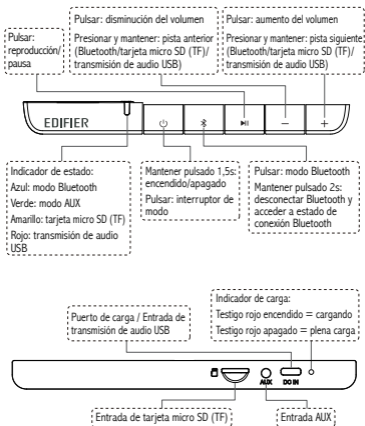 Pulsar:
reproducción/
pausa
Pulsar: disminución del volumen
Presionar y mantener: pista anterior
(Bluetooth/tarjeta micro SD (TF)/
transmisión de audio USB)
Pulsar: aumento del volumen
Presionar y mantener: pista siguiente
(Bluetooth/tarjeta micro SD (TF)/
transmisión de audio USB)
EDIFIER
Indicador de estado:
Azul: modo Bluetooth
Verde: modo AUX
Amarillo: tarjeta micro SD (TF)
Rojo: transmisión de audio
USB
Mantener pulsado 1,5s:
encendido/apagado
Pulsar: interruptor de
modo
Pulsar: modo Bluetooth
Mantener pulsado 2s:
desconectar Bluetooth y
acceder a estado de
conexión Bluetooth
Puerto de carga / Entrada de
transmisión de audio USB
Indicador de carga:
Testigo rojo encendido = cargando
Testigo rojo apagado = plena carga
AUX
DC IN
Entrada de tarjeta micro SD (TF)
Entrada AUX